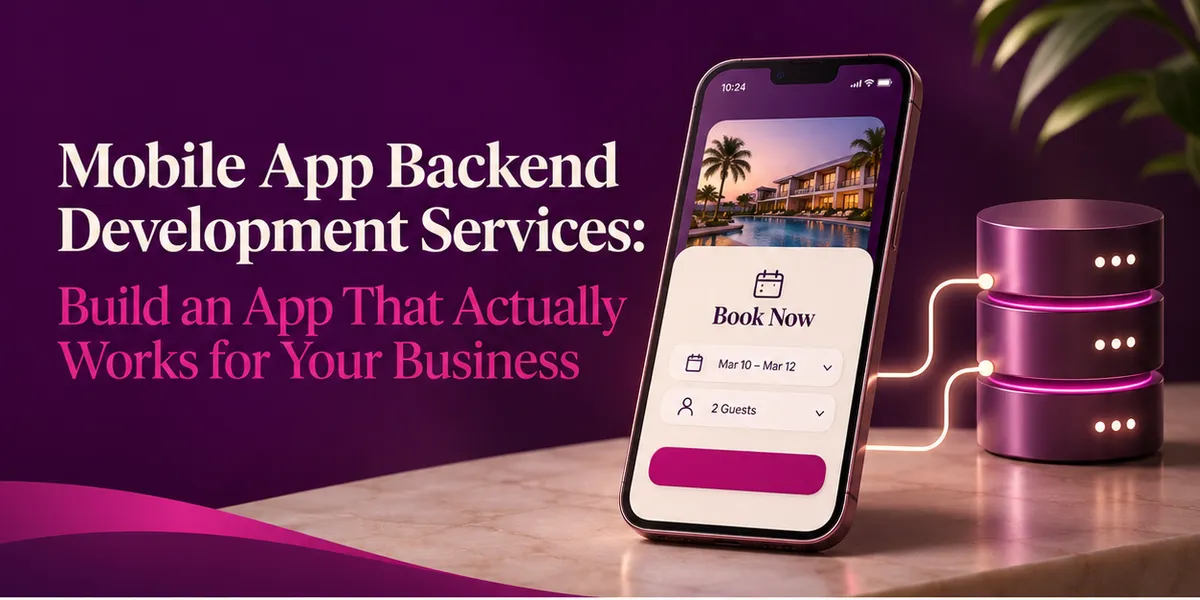 Mobile App Backend
Development Services:
Build an App That Actually
Works for Your Business
10:24
Book Now
Mar 10 – Mar 12
2 Guests